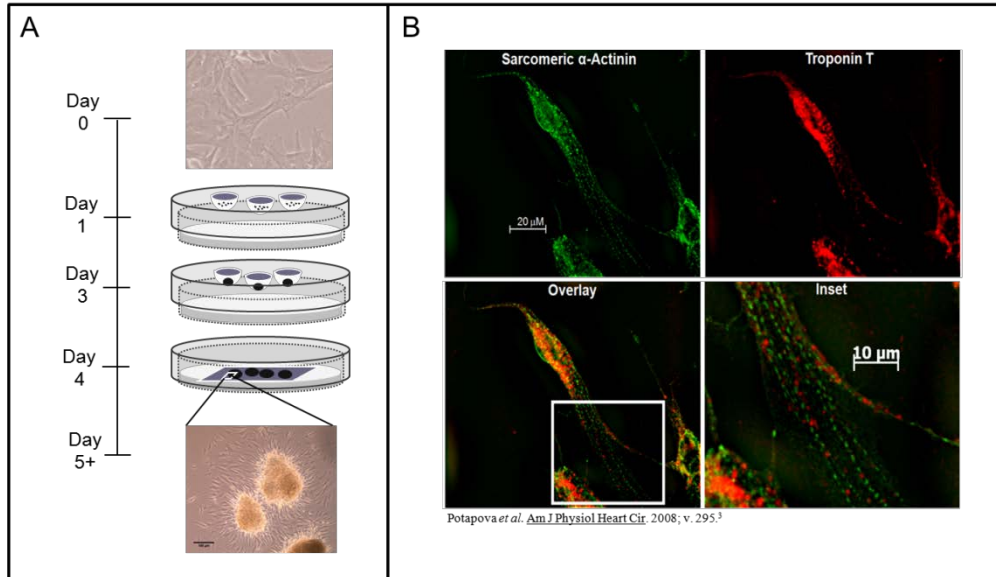 A
Day
0
Day
1
Day
3
Day
4
Day
5+
B
Sarcomeric α-Actinin
Troponin T
20 μM
Overlay
Inset
10 μm
Potapova et al. Am J Physiol Heart Cir. 2008; v. 295.³